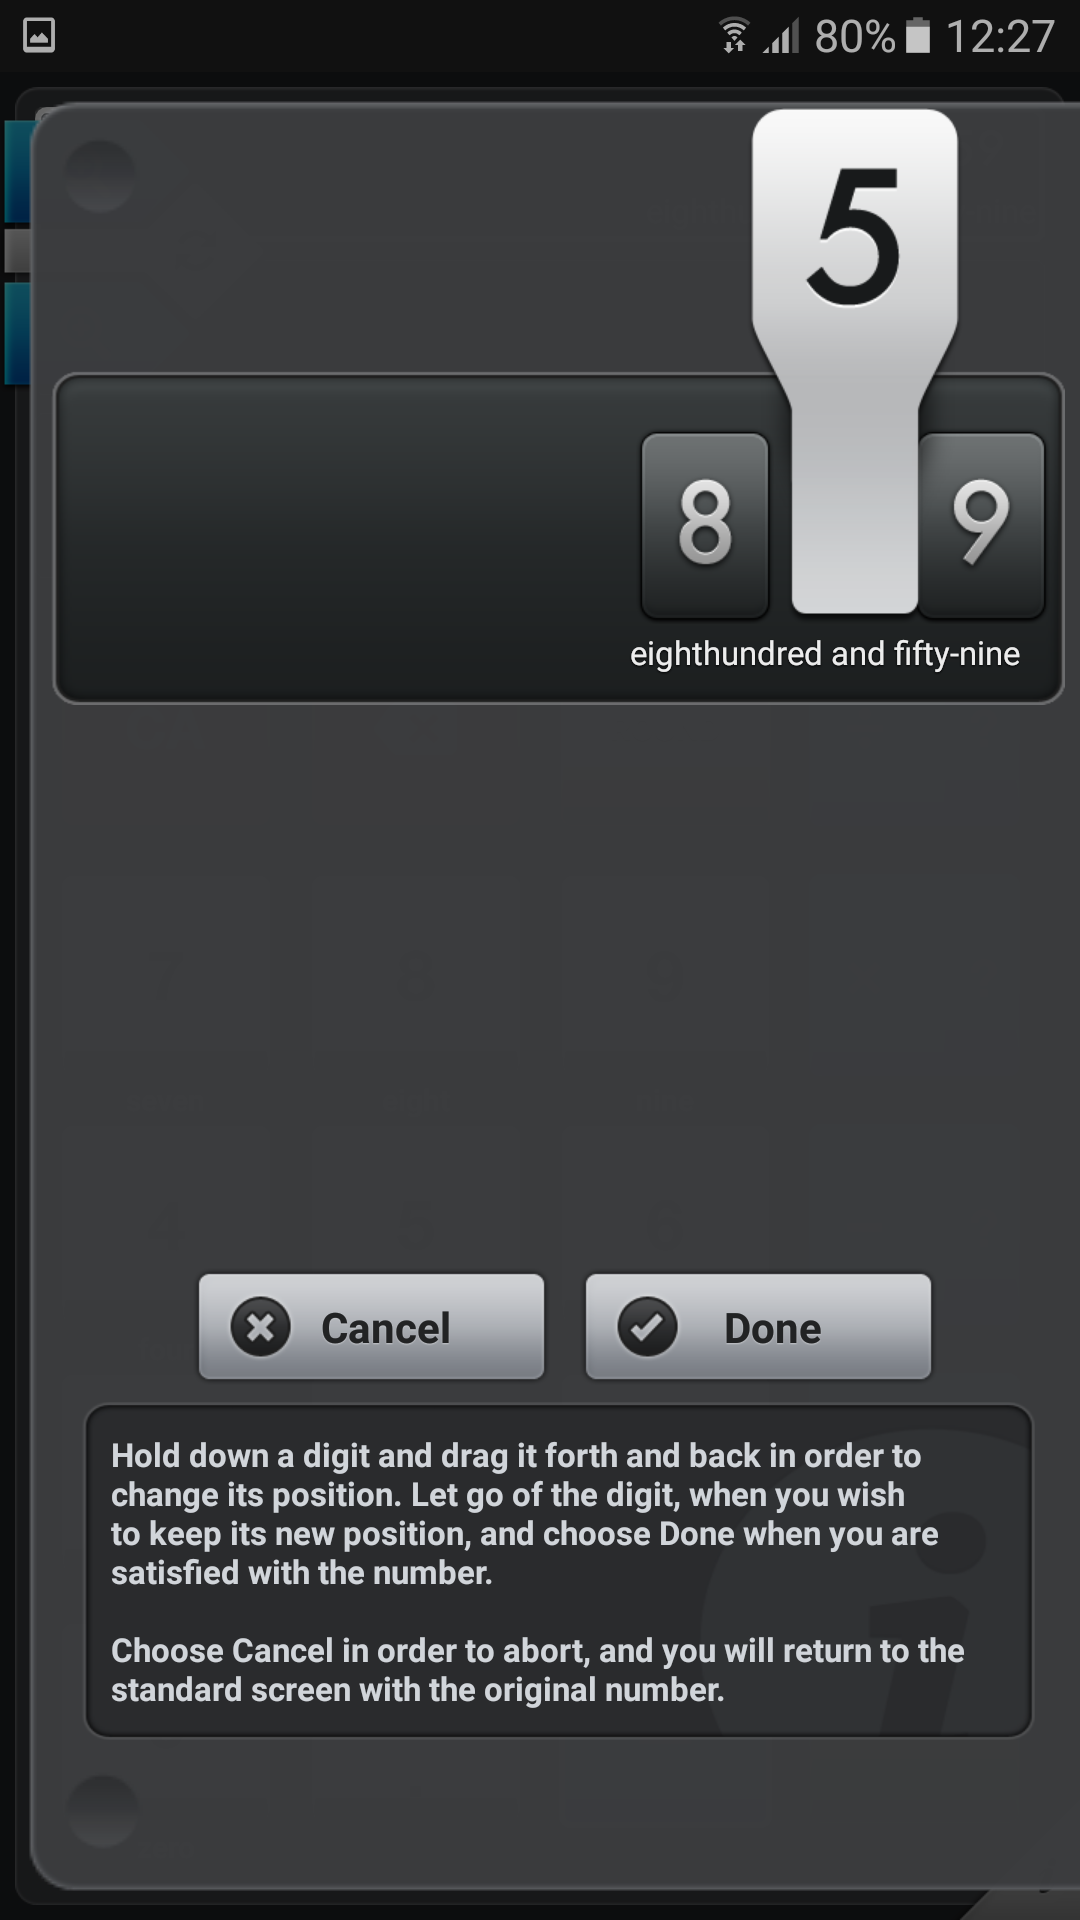 80% 12:27
5
8 9
eighthundred and fifty-nine
Cancel Done
Hold down a digit and drag it forth and back in order to
change its position. Let go of the digit, when you wish
to keep its new position, and choose Done when you are
satisfied with the number.
Choose Cancel in order to abort, and you will return to the
standard screen with the original number.